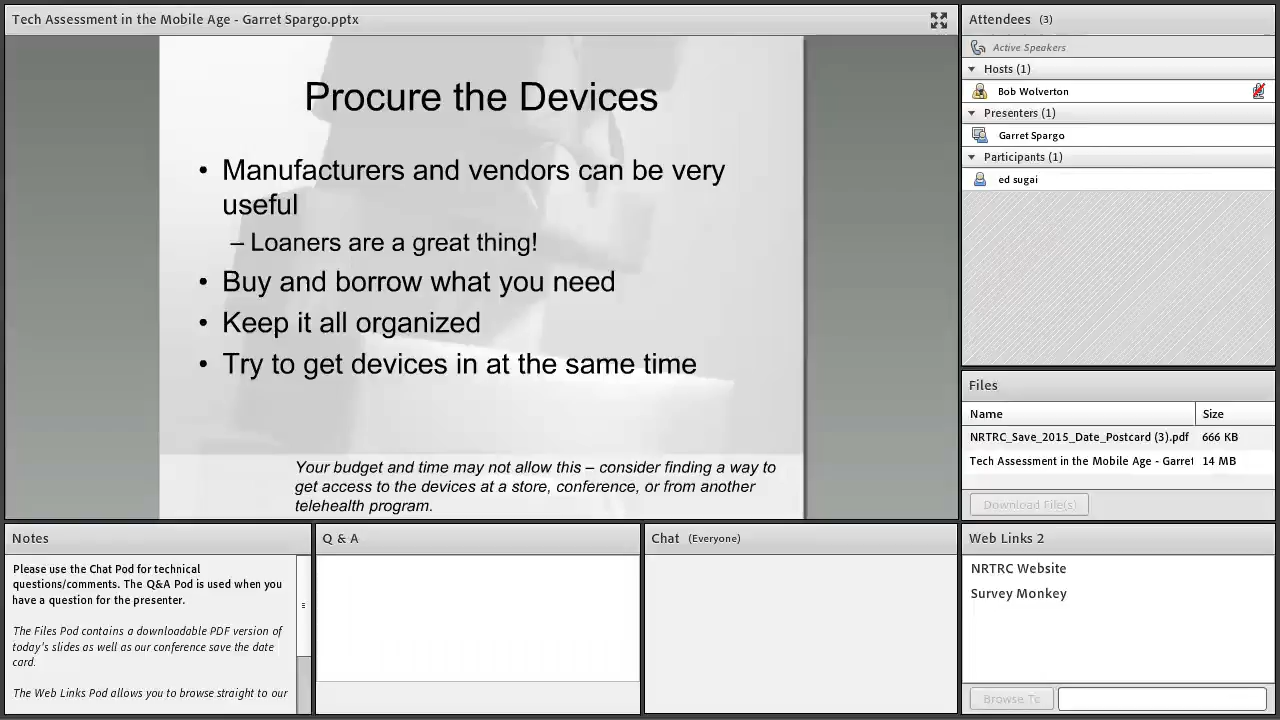 Tech Assessment in the Mobile Age - Garret Spargo.pptx
Procure the Devices
• Manufacturers and vendors can be very
useful
– Loaners are a great thing!
• Buy and borrow what you need
• Keep it all organized
• Try to get devices in at the same time
Your budget and time may not allow this – consider finding a way to
get access to the devices at a store, conference, or from another
telehealth program.
Attendees (3)
Active Speakers
Hosts (1)
Bob Wolverton
Presenters (1)
Garret Spargo
Participants (1)
ed sugai
Files
Name Size
NRTRC_Save_2015_Date_Postcard (3).pdf 666 KB
Tech Assessment in the Mobile Age - Garret 14 MB
Download File(s)
Notes
Please use the Chat Pod for technical
questions/comments. The Q&A Pod is used when you
have a question for the presenter.
The Files Pod contains a downloadable PDF version of
today's slides as well as our conference save the date
card.
The Web Links Pod allows you to browse straight to our
Q & A
Chat (Everyone)
Web Links 2
NRTRC Website
Survey Monkey
Browse To